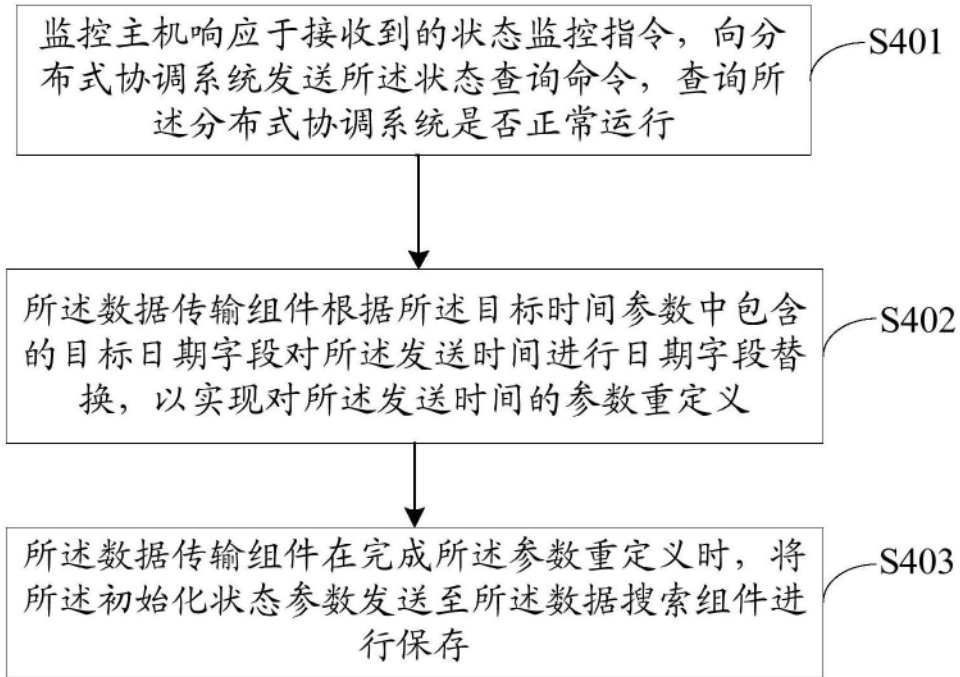 监控主机响应于接收到的状态监控指令，向分
布式协调系统发送所述状态查询命令，查询所
述分布式协调系统是否正常运行
S401
所述数据传输组件根据所述目标时间参数中包含
的目标日期字段对所述发送时间进行日期字段替
换，以实现对所述发送时间的参数重定义
S402
所述数据传输组件在完成所述参数重定义时，将
所述初始化状态参数发送至所述数据搜索组件进
行保存
S403